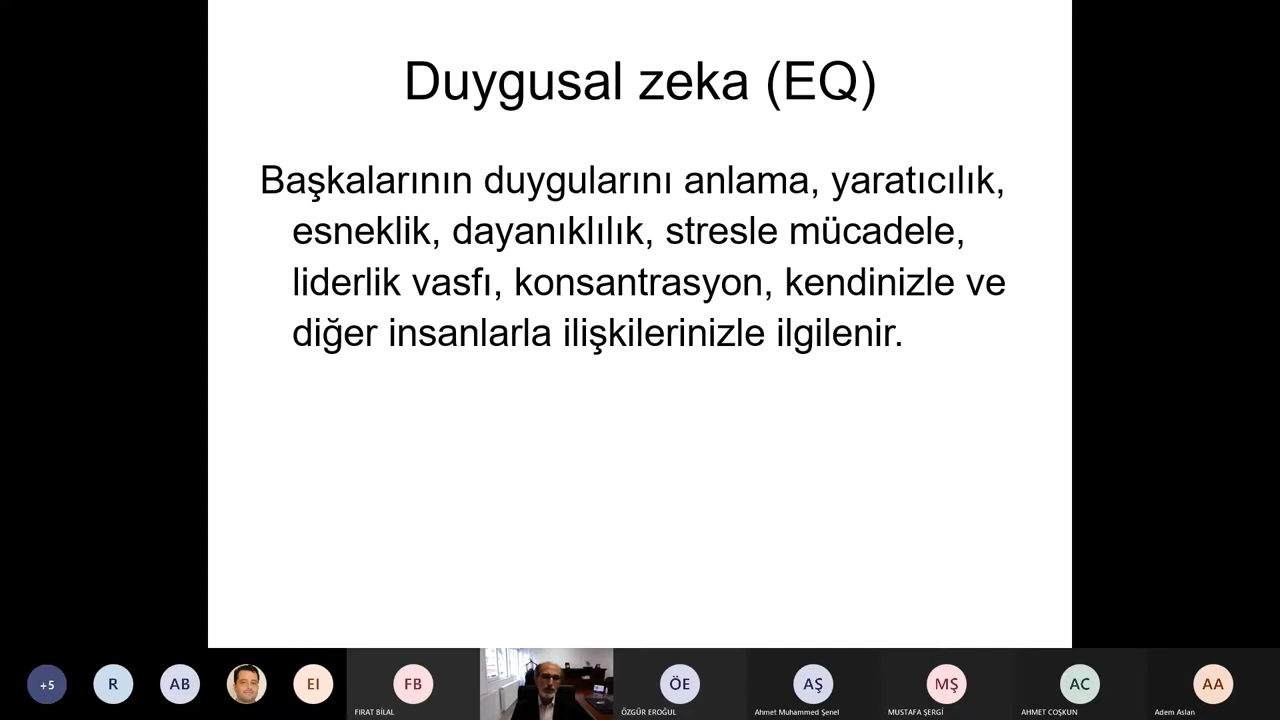 Duygusal zeka (EQ)
Başkalarının duygularını anlama, yaratıcılık,
esneklik, dayanıklılık, stresle mücadele,
liderlik vasfı, konsantrasyon, kendinizle ve
diğer insanlarla ilişkilerinizle ilgilenir.
+5
R
AB
EI
FB
ÖE
AŞ
MŞ
AC
AA
FIRAT BİLAL
ÖZGÜR EROĞUL
Ahmet Muhammed Şenel
MUSTAFA ŞERGİ
AHMET COŞKUN
Adem Aslan